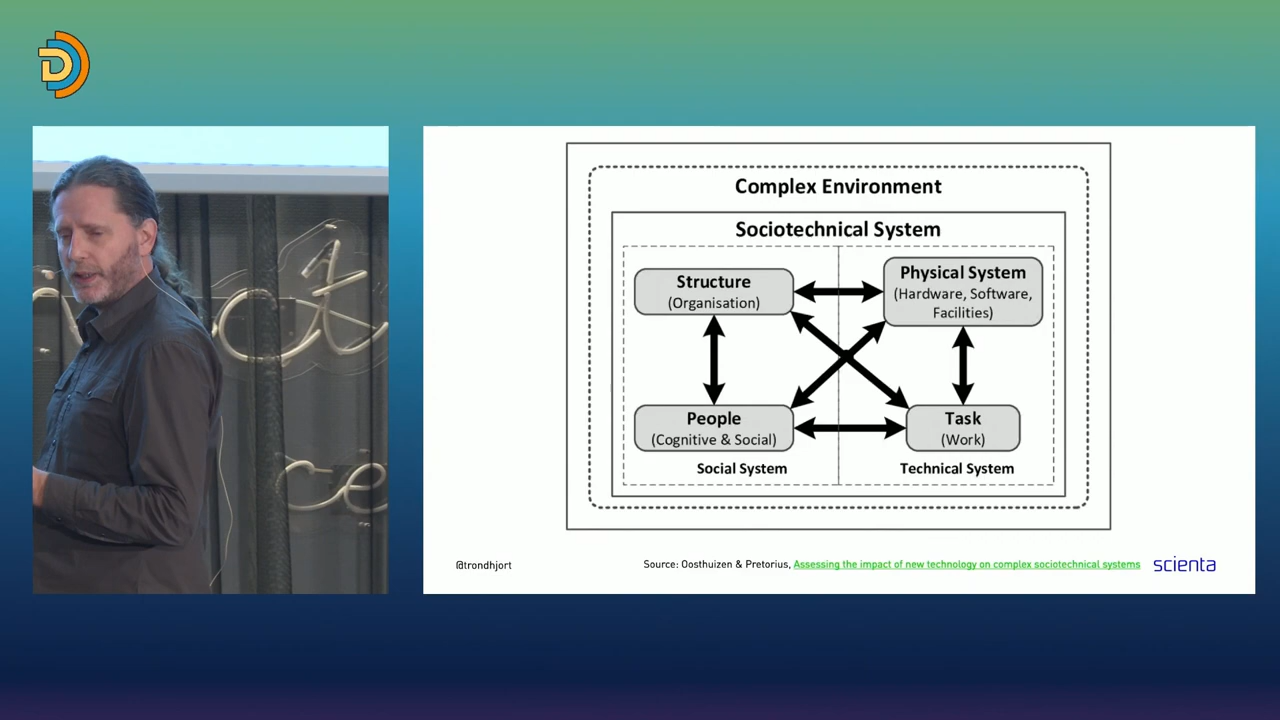 D
Complex Environment
Sociotechnical System
Structure
(Organisation)
Physical System
(Hardware, Software,
Facilities)
People
(Cognitive & Social)
Task
(Work)
Social System
Technical System
@trondhjort
Source: Oosthuizen & Pretorius, Assessing the impact of new technology on complex sociotechnical systems
scienta